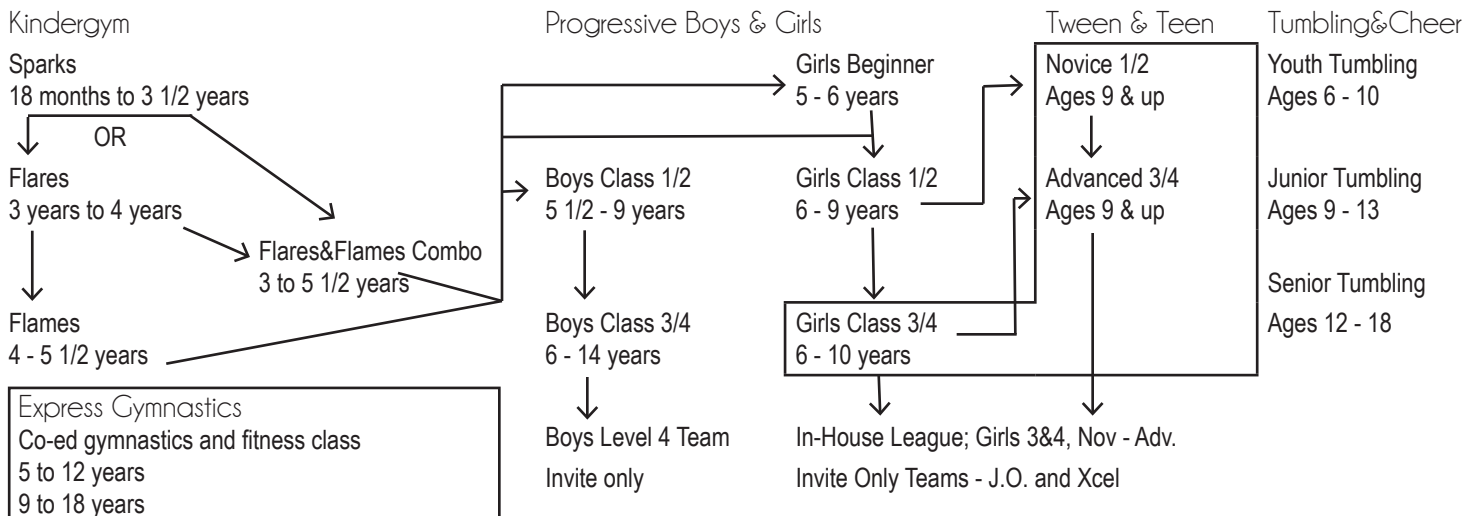 Kindergym
Sparks
18 months to 3 1/2 years
OR
Flares
3 years to 4 years
Flares&Flames Combo
3 to 5 1/2 years
Flames
4 - 5 1/2 years
Express Gymnastics
Co-ed gymnastics and fitness class
5 to 12 years
9 to 18 years
Progressive Boys & Girls
Boys Class 1/2
5 1/2 - 9 years
Boys Class 3/4
6 - 14 years
Boys Level 4 Team
Invite only
Girls Beginner
5 - 6 years
Girls Class 1/2
6 - 9 years
Girls Class 3/4
6 - 10 years
In-House League; Girls 3&4, Nov - Adv.
Invite Only Teams - J.O. and Xcel
Tween & Teen
Novice 1/2
Ages 9 & up
Advanced 3/4
Ages 9 & up
Tumbling&Cheer
Youth Tumbling
Ages 6 - 10
Junior Tumbling
Ages 9 - 13
Senior Tumbling
Ages 12 - 18